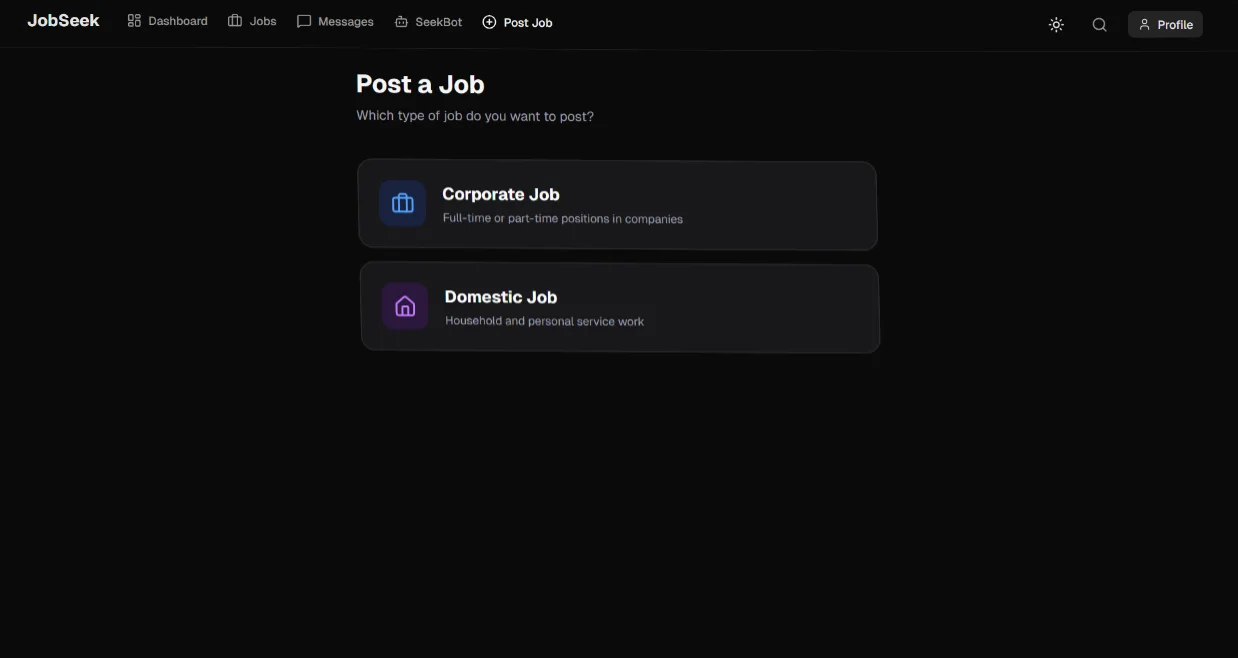 JobSeek Dashboard Jobs Messages SeekBot Post Job Profile
Post a Job
Which type of job do you want to post?
Corporate Job
Full-time or part-time positions in companies
Domestic Job
Household and personal service work